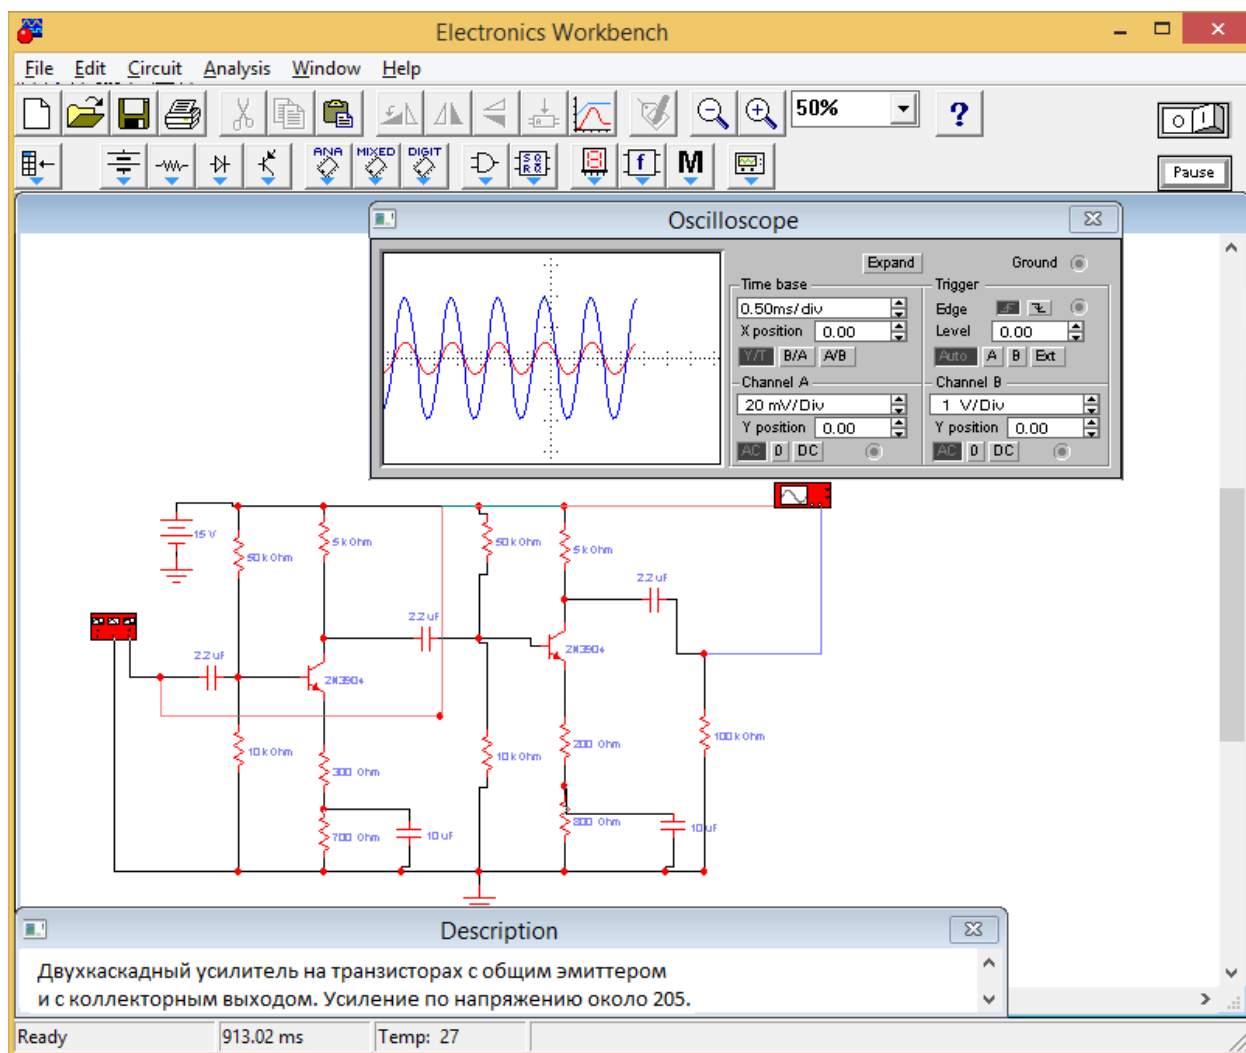 Electronics Workbench
File Edit Circuit Analysis Window Help
50%
?
ANA MIXED DIGIT
M
Pause
Oscilloscope
Expand Ground
Time base Trigger
0.50ms/div Edge
X position 0.00 Level 0.00
Y/T B/A A/B Auto A B Ext
Channel A Channel B
20 mV/Div 1 V/Div
Y position 0.00 Y position 0.00
AC 0 DC AC 0 DC
15 V
50 kOhm
5 kOhm
50 kOhm
5 kOhm
2.2 uF
2.2 uF
2N3904
2.2 uF
2N3904
10 kOhm
300 Ohm
10 kOhm
200 Ohm
100 kOhm
700 Ohm
10 uF
800 Ohm
10 uF
Description
Двухкаскадный усилитель на транзисторах с общим эмиттером
и с коллекторным выходом. Усиление по напряжению около 205.
Ready 913.02 ms Temp: 27